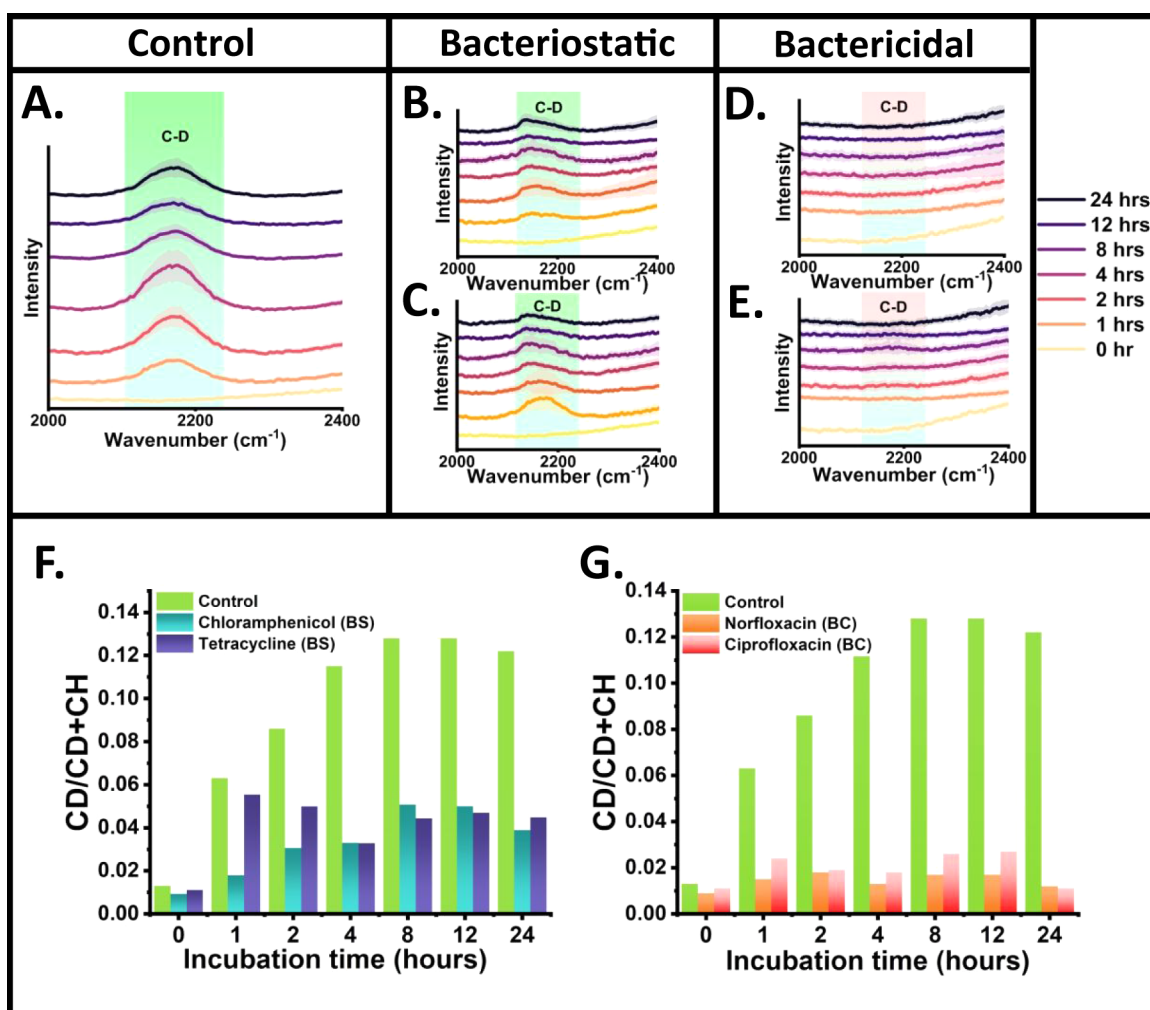 Control
Bacteriostatic
Bactericidal
A.
C-D
Intensity
2000 2200 2400
Wavenumber (cm⁻¹)
B.
C-D
Intensity
2000 2200 2400
Wavenumber (cm⁻¹)
C.
C-D
Intensity
2000 2200 2400
Wavenumber (cm⁻¹)
D.
C-D
Intensity
2000 2200 2400
Wavenumber (cm⁻¹)
E.
C-D
Intensity
2000 2200 2400
Wavenumber (cm⁻¹)
24 hrs
12 hrs
8 hrs
4 hrs
2 hrs
1 hrs
0 hr
F.
Control
Chloramphenicol (BS)
Tetracycline (BS)
CD/CD+CH
0.14
0.12
0.10
0.08
0.06
0.04
0.02
0.00
0 1 2 4 8 12 24
Incubation time (hours)
G.
Control
Norfloxacin (BC)
Ciprofloxacin (BC)
CD/CD+CH
0.14
0.12
0.10
0.08
0.06
0.04
0.02
0.00
0 1 2 4 8 12 24
Incubation time (hours)